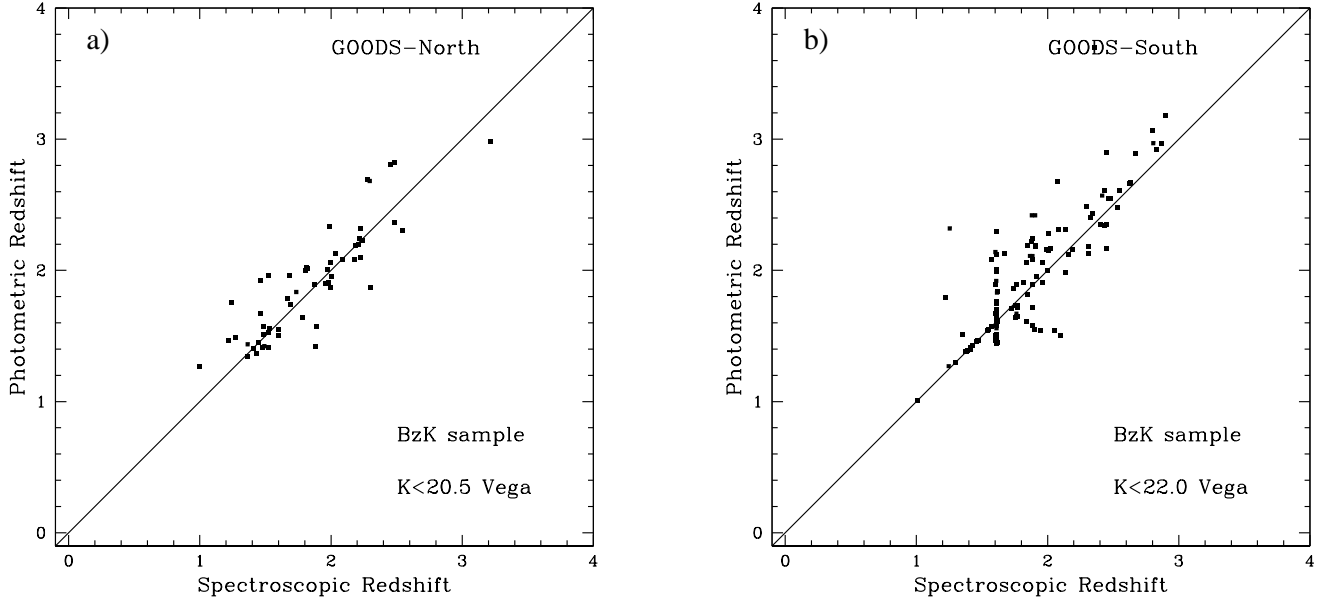 a)
GOODS−North
4
3
2
1
0
Photometric Redshift
BzK sample
K<20.5 Vega
0 1 2 3 4
Spectroscopic Redshift
b)
GOODS−South
4
3
2
1
0
Photometric Redshift
BzK sample
K<22.0 Vega
0 1 2 3 4
Spectroscopic Redshift